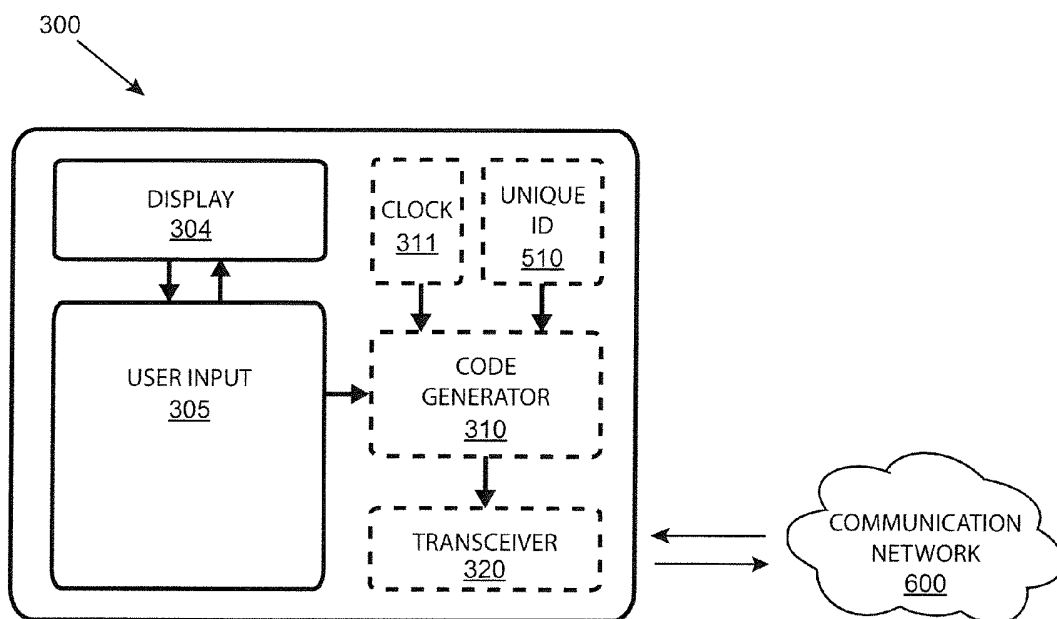 300
DISPLAY
304
CLOCK
311
UNIQUE
ID
510
USER INPUT
305
CODE
GENERATOR
310
TRANSCEIVER
320
COMMUNICATION
NETWORK
600